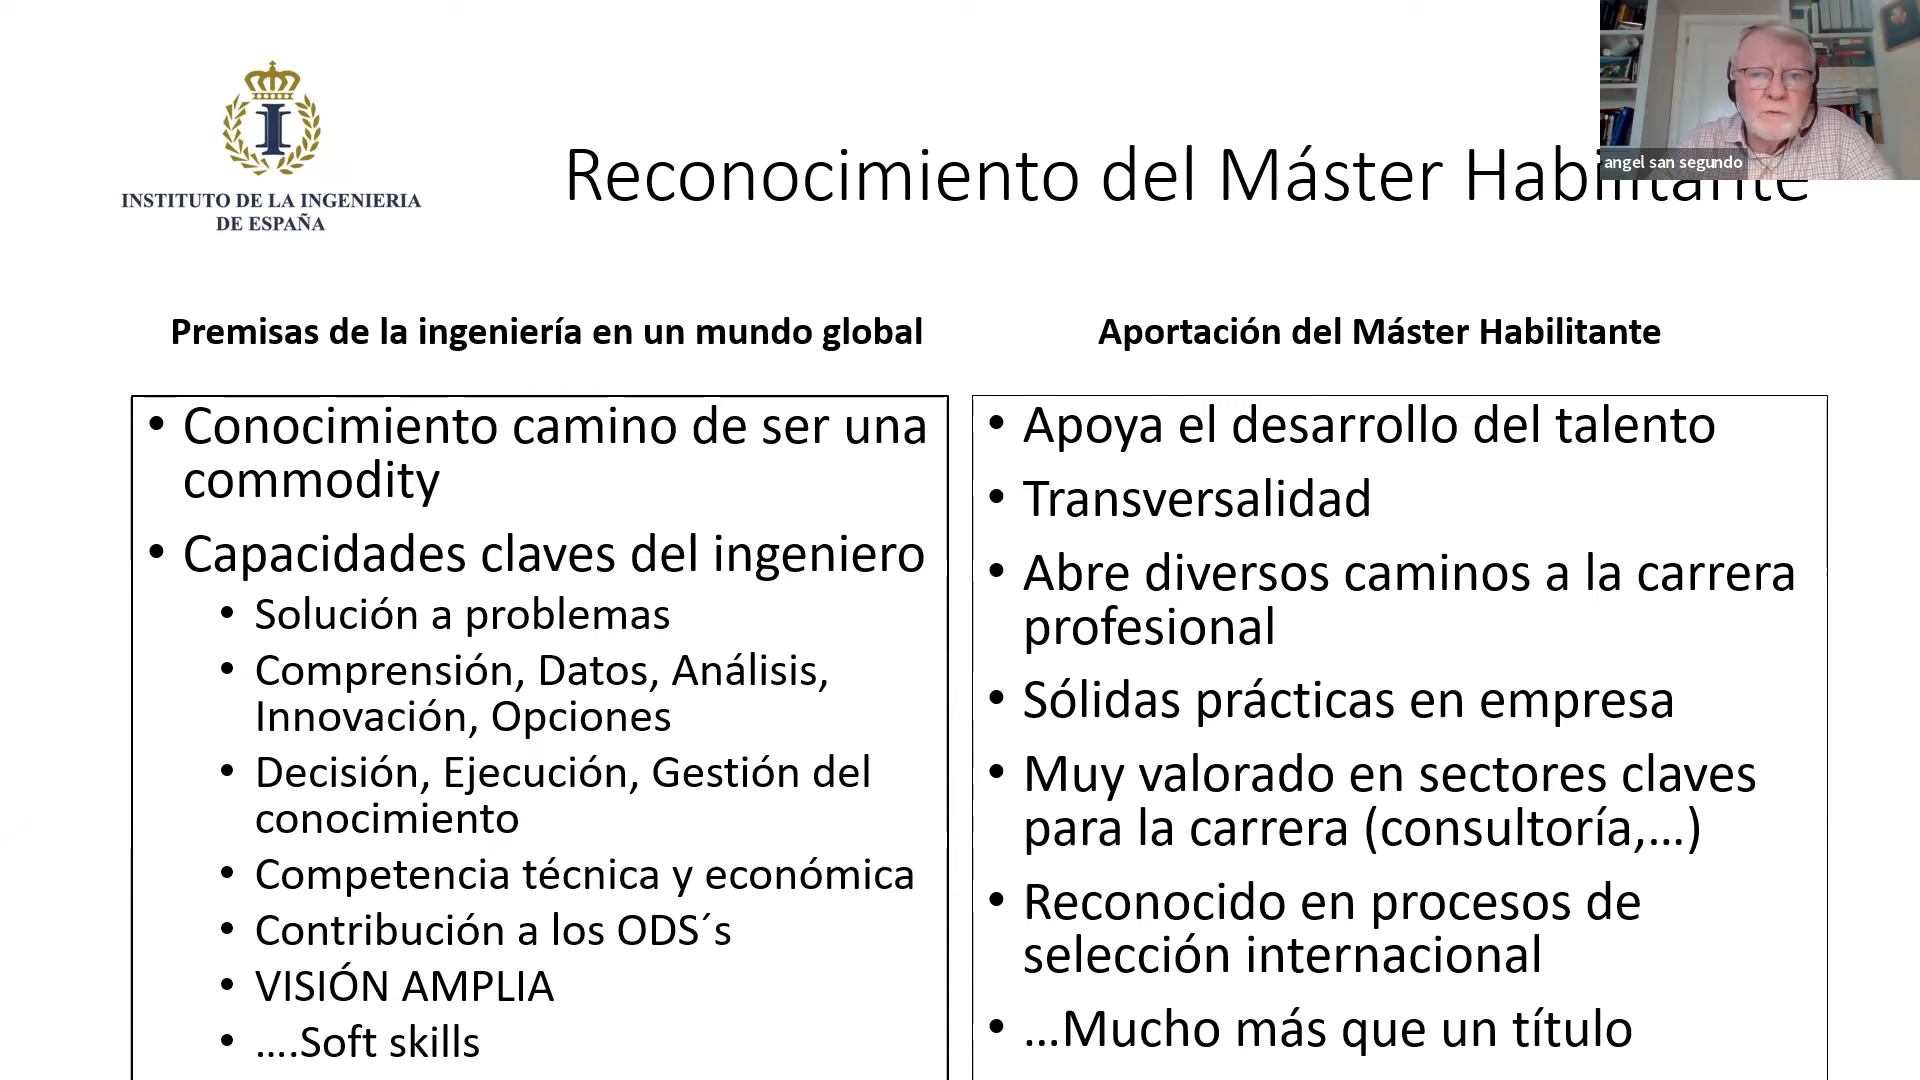 angel san segundo
INSTITUTO DE LA INGENIERIA
DE ESPAÑA
Reconocimiento del Máster Habilitante
Premisas de la ingeniería en un mundo global
• Conocimiento camino de ser una
commodity
• Capacidades claves del ingeniero
• Solución a problemas
• Comprensión, Datos, Análisis,
Innovación, Opciones
• Decisión, Ejecución, Gestión del
conocimiento
• Competencia técnica y económica
• Contribución a los ODS´s
• VISIÓN AMPLIA
• ….Soft skills
Aportación del Máster Habilitante
• Apoya el desarrollo del talento
• Transversalidad
• Abre diversos caminos a la carrera
profesional
• Sólidas prácticas en empresa
• Muy valorado en sectores claves
para la carrera (consultoría,…)
• Reconocido en procesos de
selección internacional
• …Mucho más que un título